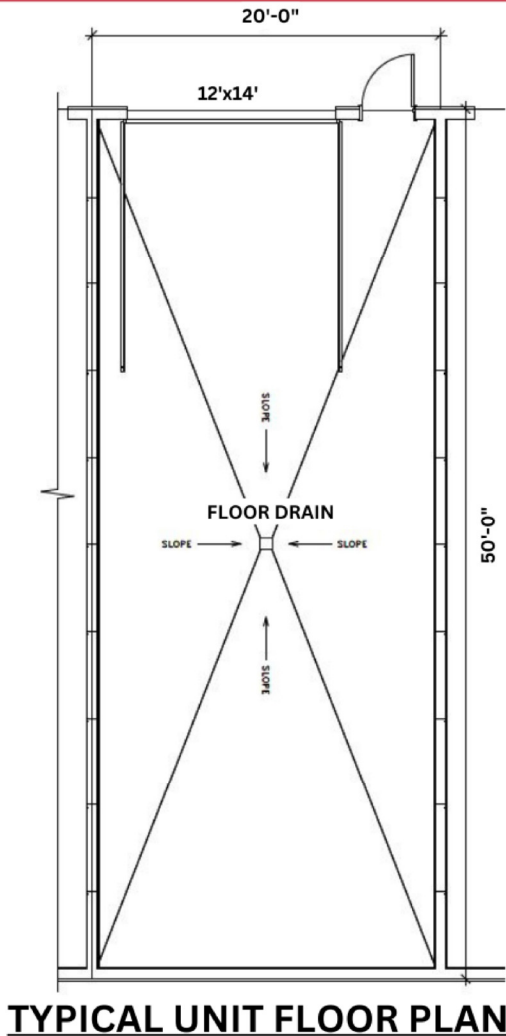 20'-0"
12'x14'
SLOPE
FLOOR DRAIN
SLOPE
SLOPE
50'-0"
SLOPE
TYPICAL UNIT FLOOR PLAN